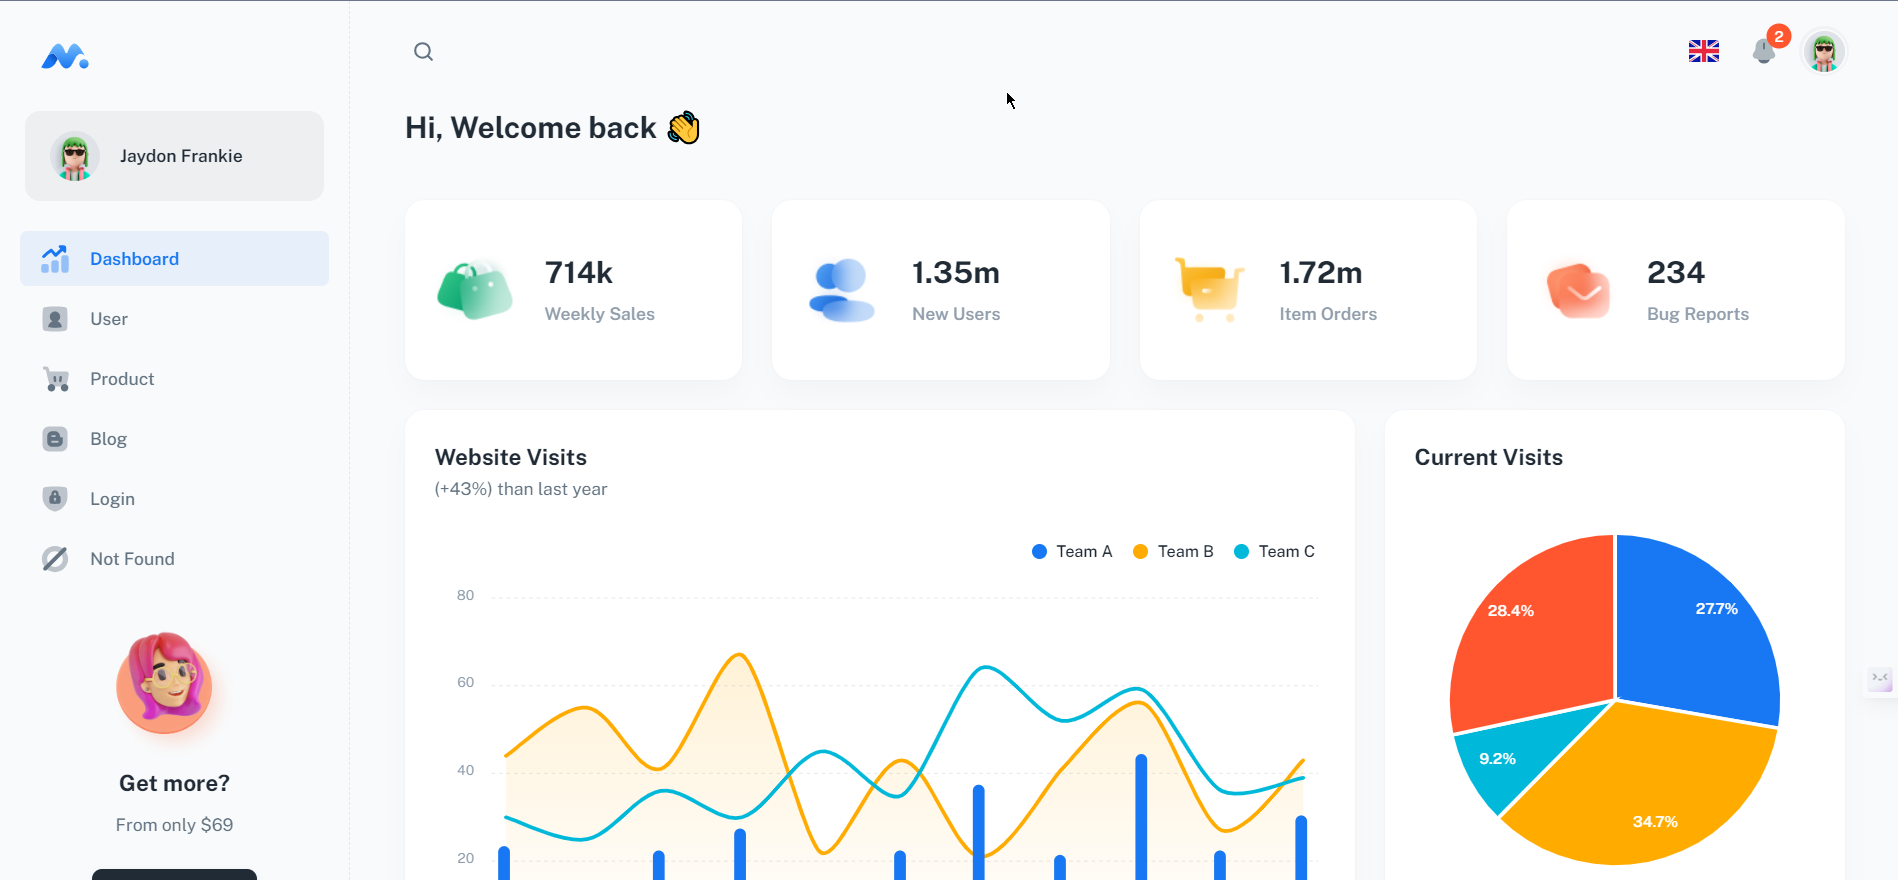 2
Hi, Welcome back 👋
Jaydon Frankie
Dashboard
User
Product
Blog
Login
Not Found
Get more?
From only $69
714k
Weekly Sales
1.35m
New Users
1.72m
Item Orders
234
Bug Reports
Website Visits
(+43%) than last year
Team A
Team B
Team C
80
60
40
20
Current Visits
28.4%
27.7%
9.2%
34.7%